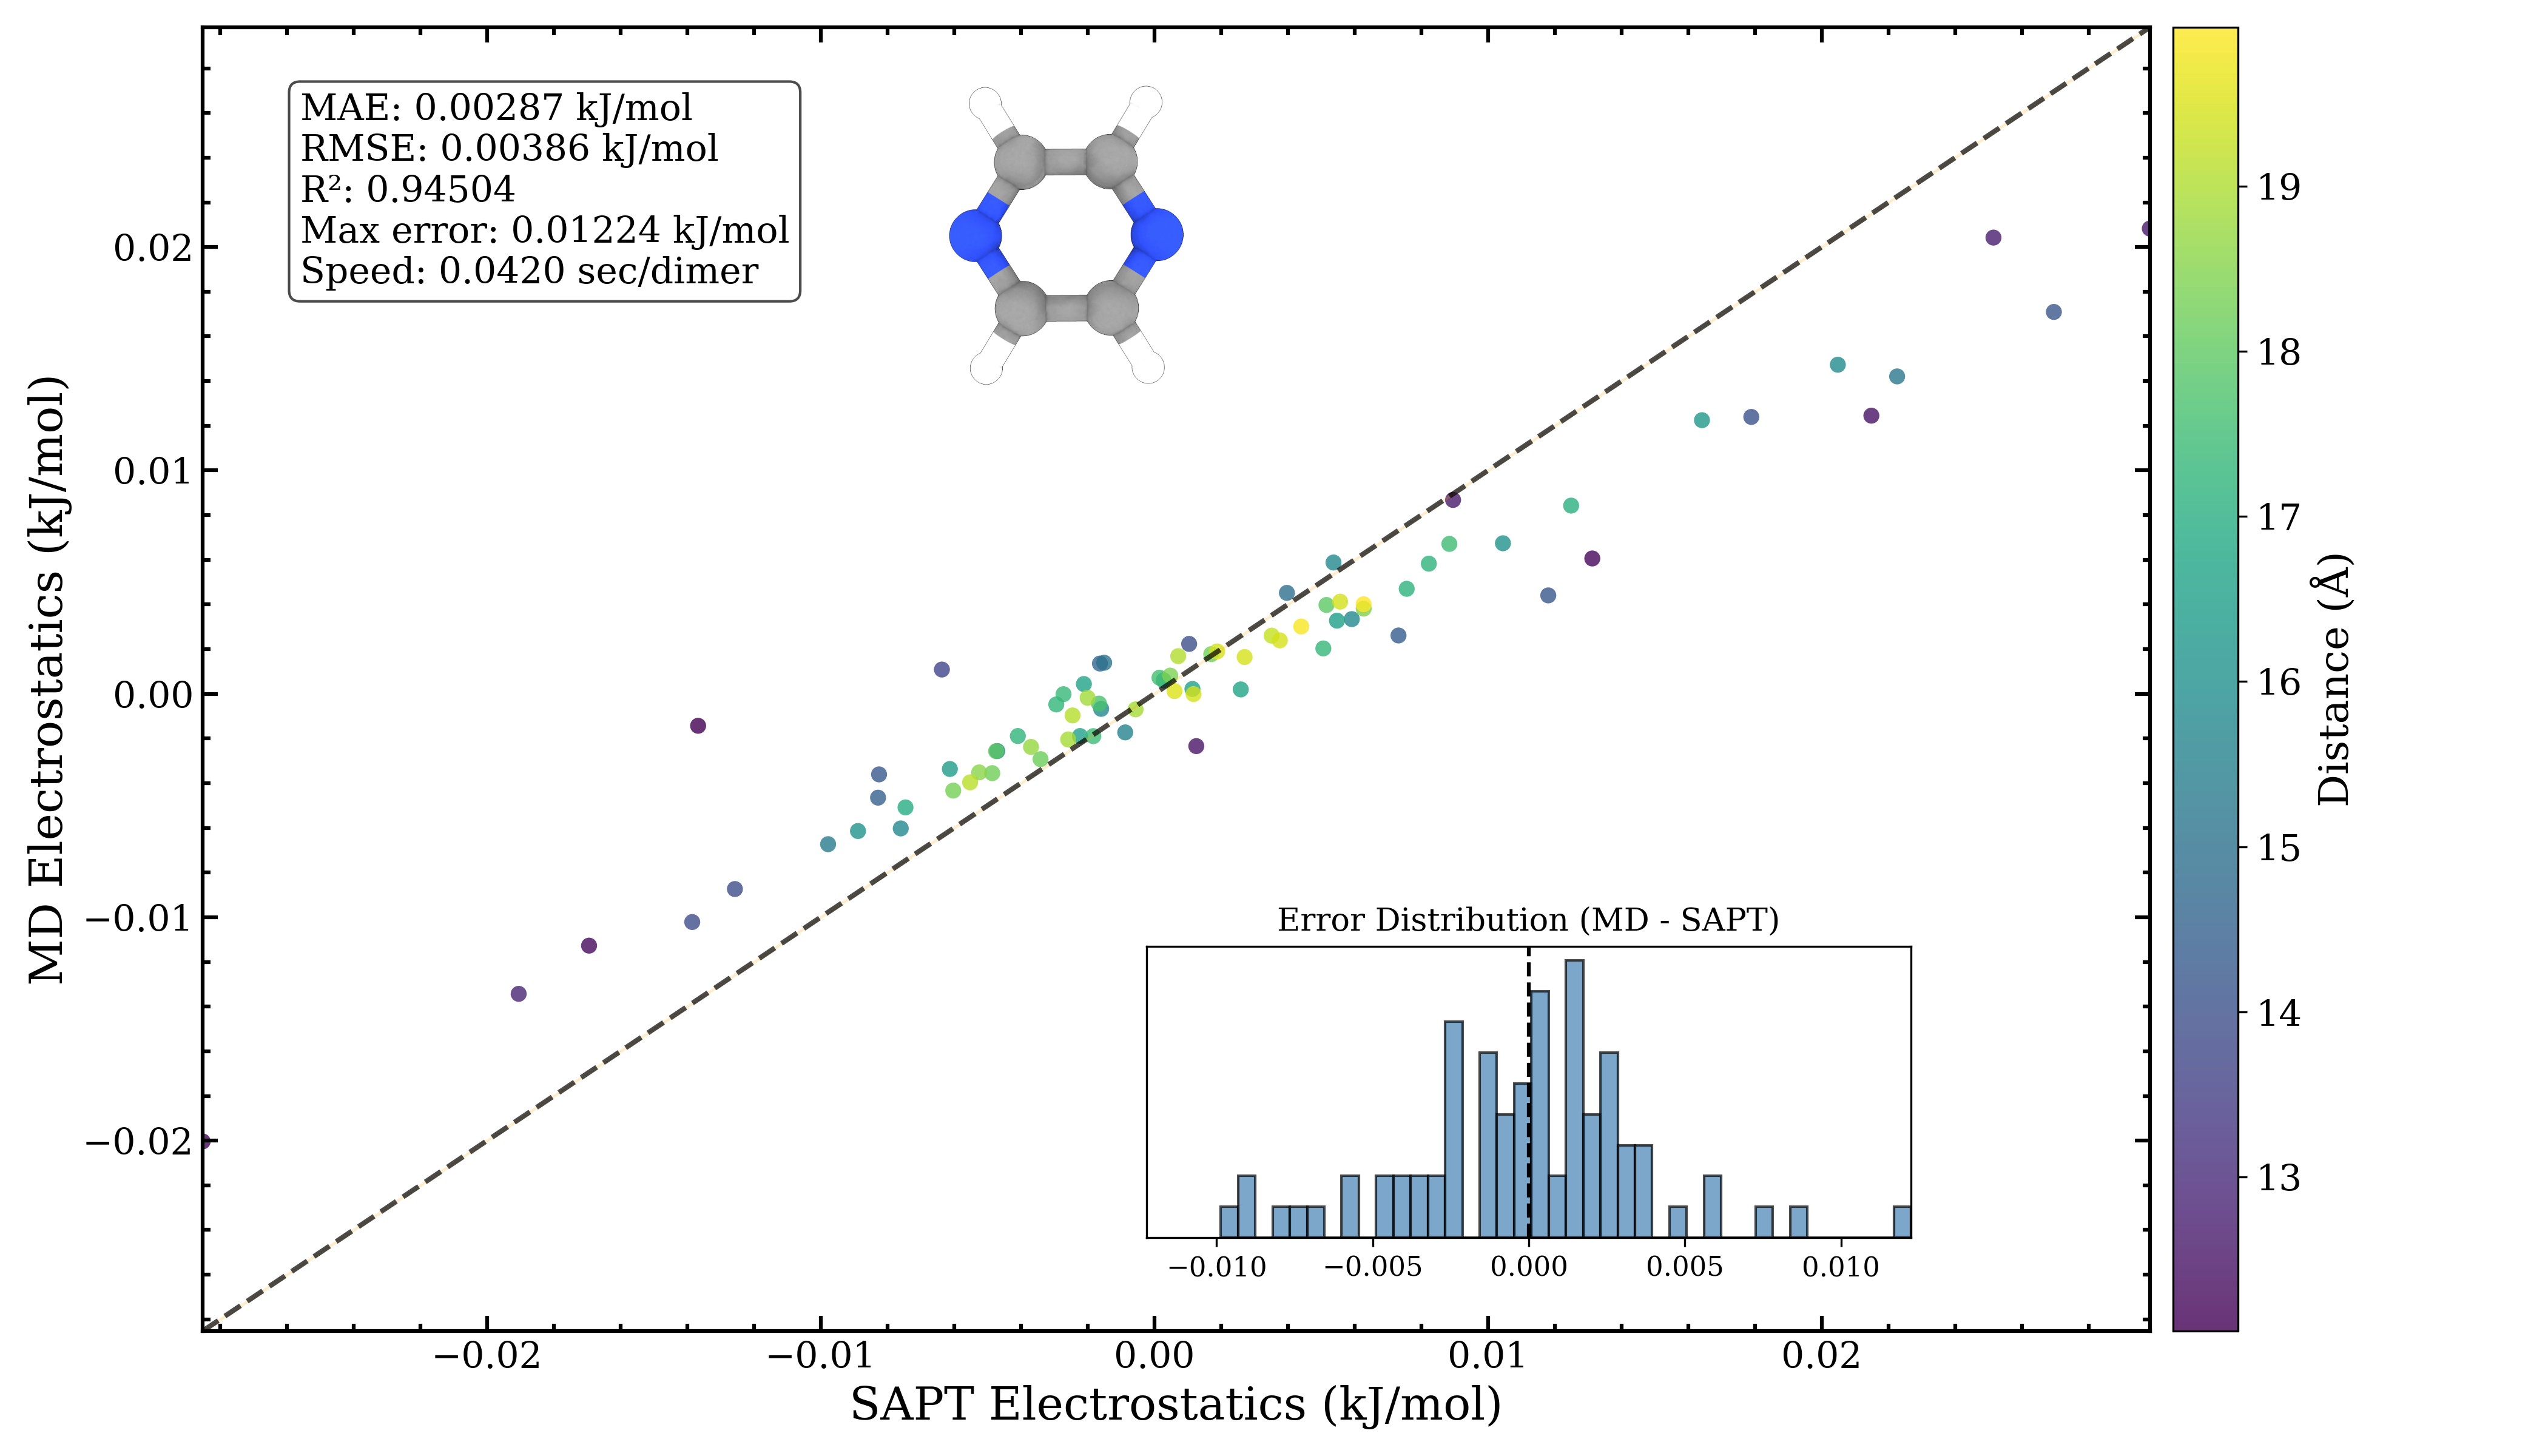 MAE: 0.00287 kJ/mol
RMSE: 0.00386 kJ/mol
R²: 0.94504
Max error: 0.01224 kJ/mol
Speed: 0.0420 sec/dimer
MD Electrostatics (kJ/mol)
0.02
0.01
0.00
−0.01
−0.02
−0.02 −0.01 0.00 0.01 0.02
SAPT Electrostatics (kJ/mol)
Error Distribution (MD - SAPT)
−0.010 −0.005 0.000 0.005 0.010
19
18
17
16
15
14
13
Distance (Å)